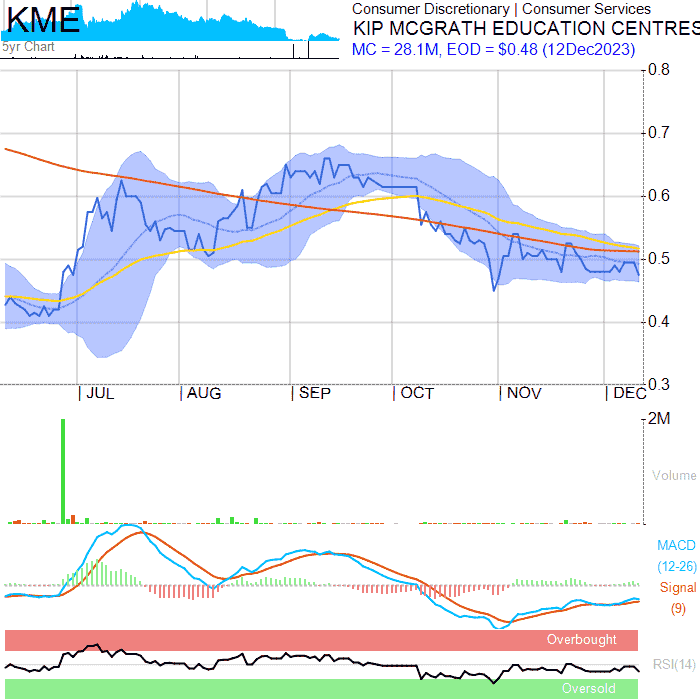 KME
5yr Chart
Consumer Discretionary | Consumer Services
KIP MCGRATH EDUCATION CENTRES
MC = 28.1M, EOD = $0.48 (12Dec2023)
0.8
0.7
0.6
0.5
0.4
0.3
| JUL | AUG | SEP | OCT | NOV | DEC
2M
Volume
MACD
(12-26)
Signal
(9)
Overbought
RSI(14)
Oversold